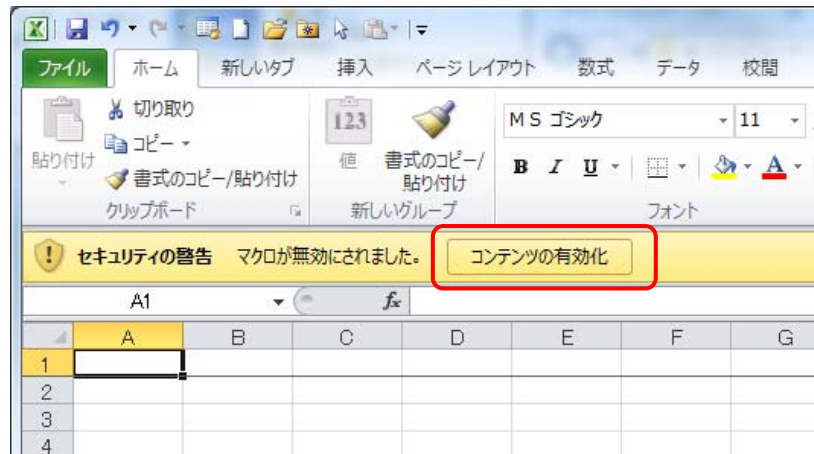 ファイル ホーム 新しいタブ 挿入 ページ レイアウト 数式 データ 校閲
貼り付け
切り取り
コピー
書式のコピー/貼り付け
クリップボード
123
値
書式のコピー/
貼り付け
新しいグループ
MS ゴシック 11
B I U A
フォント
セキュリティの警告 マクロが無効にされました。 コンテンツの有効化
A1 fx
A B C D E F G
1
2
3
4